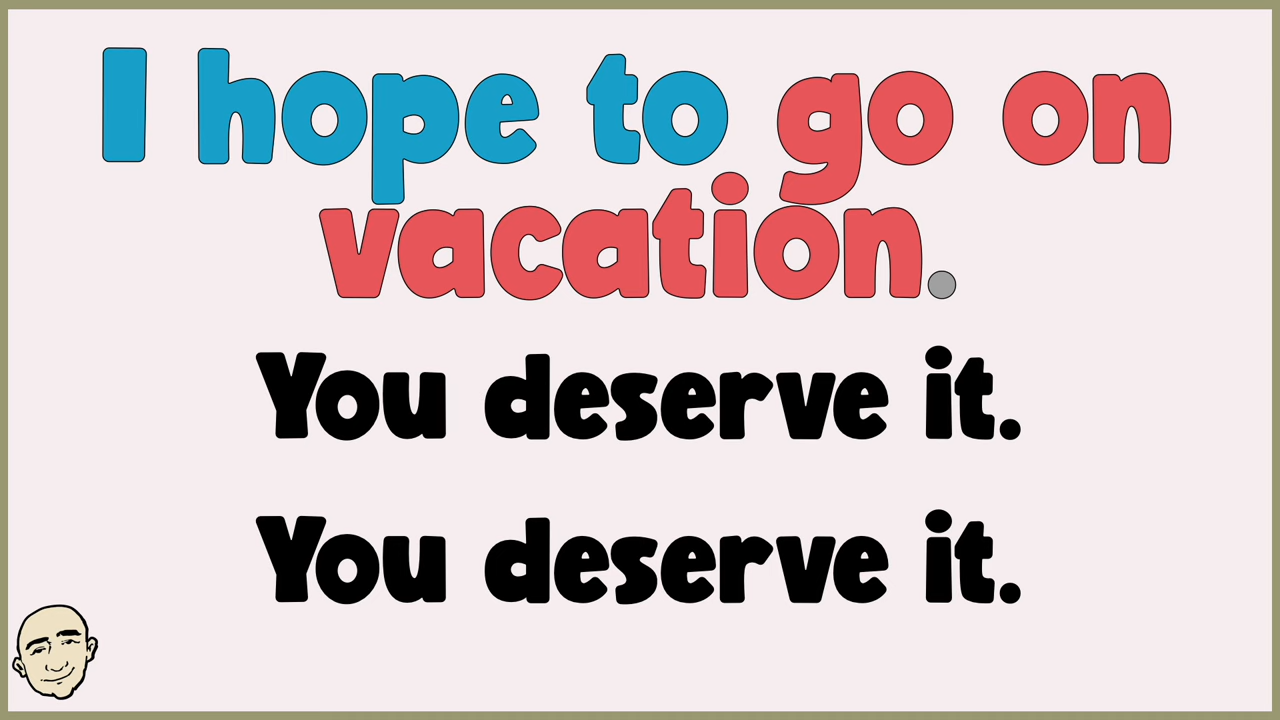 I hope to go on
vacation.
You deserve it.
You deserve it.